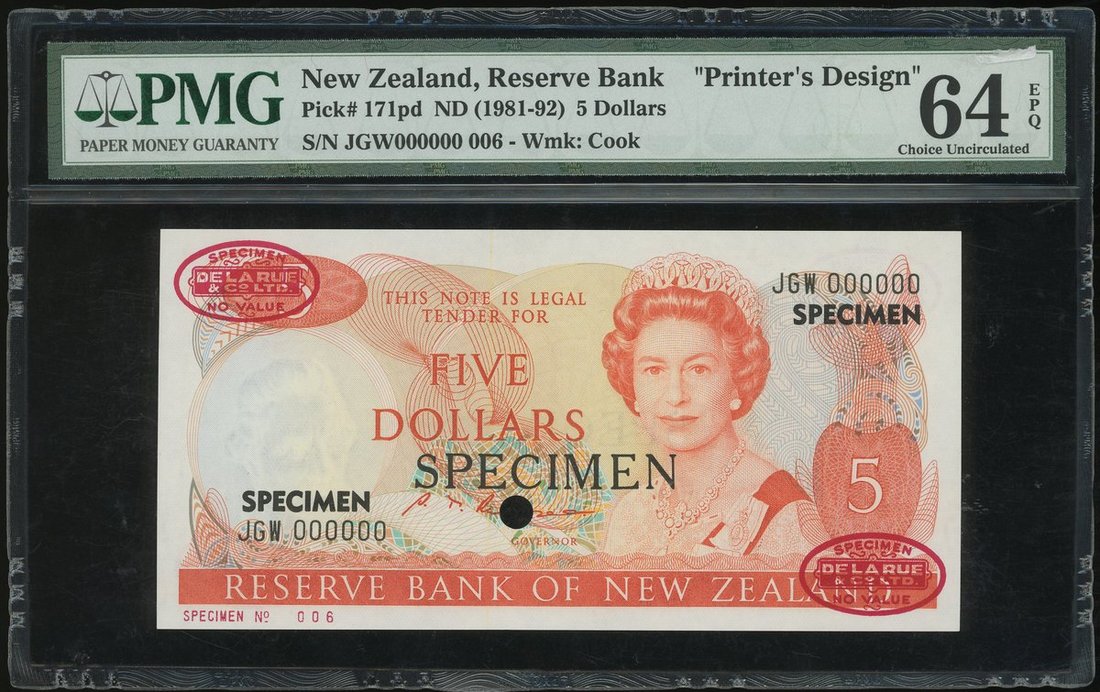 PMG
PAPER MONEY GUARANTY
New Zealand, Reserve Bank "Printer's Design"
Pick# 171pd ND (1981-92) 5 Dollars
S/N JGW000000 006 - Wmk: Cook
64
EPQ
Choice Uncirculated
SPECIMEN
DE LA RUE
& CO LTD.
NO VALUE
THIS NOTE IS LEGAL
TENDER FOR
FIVE
DOLLARS
JGW 000000
SPECIMEN
SPECIMEN
SPECIMEN
JGW 000000
GOVERNOR
5
SPECIMEN
DE LA RUE
& CO LTD.
NO VALUE
RESERVE BANK OF NEW ZEALAND
SPECIMEN Nº 006